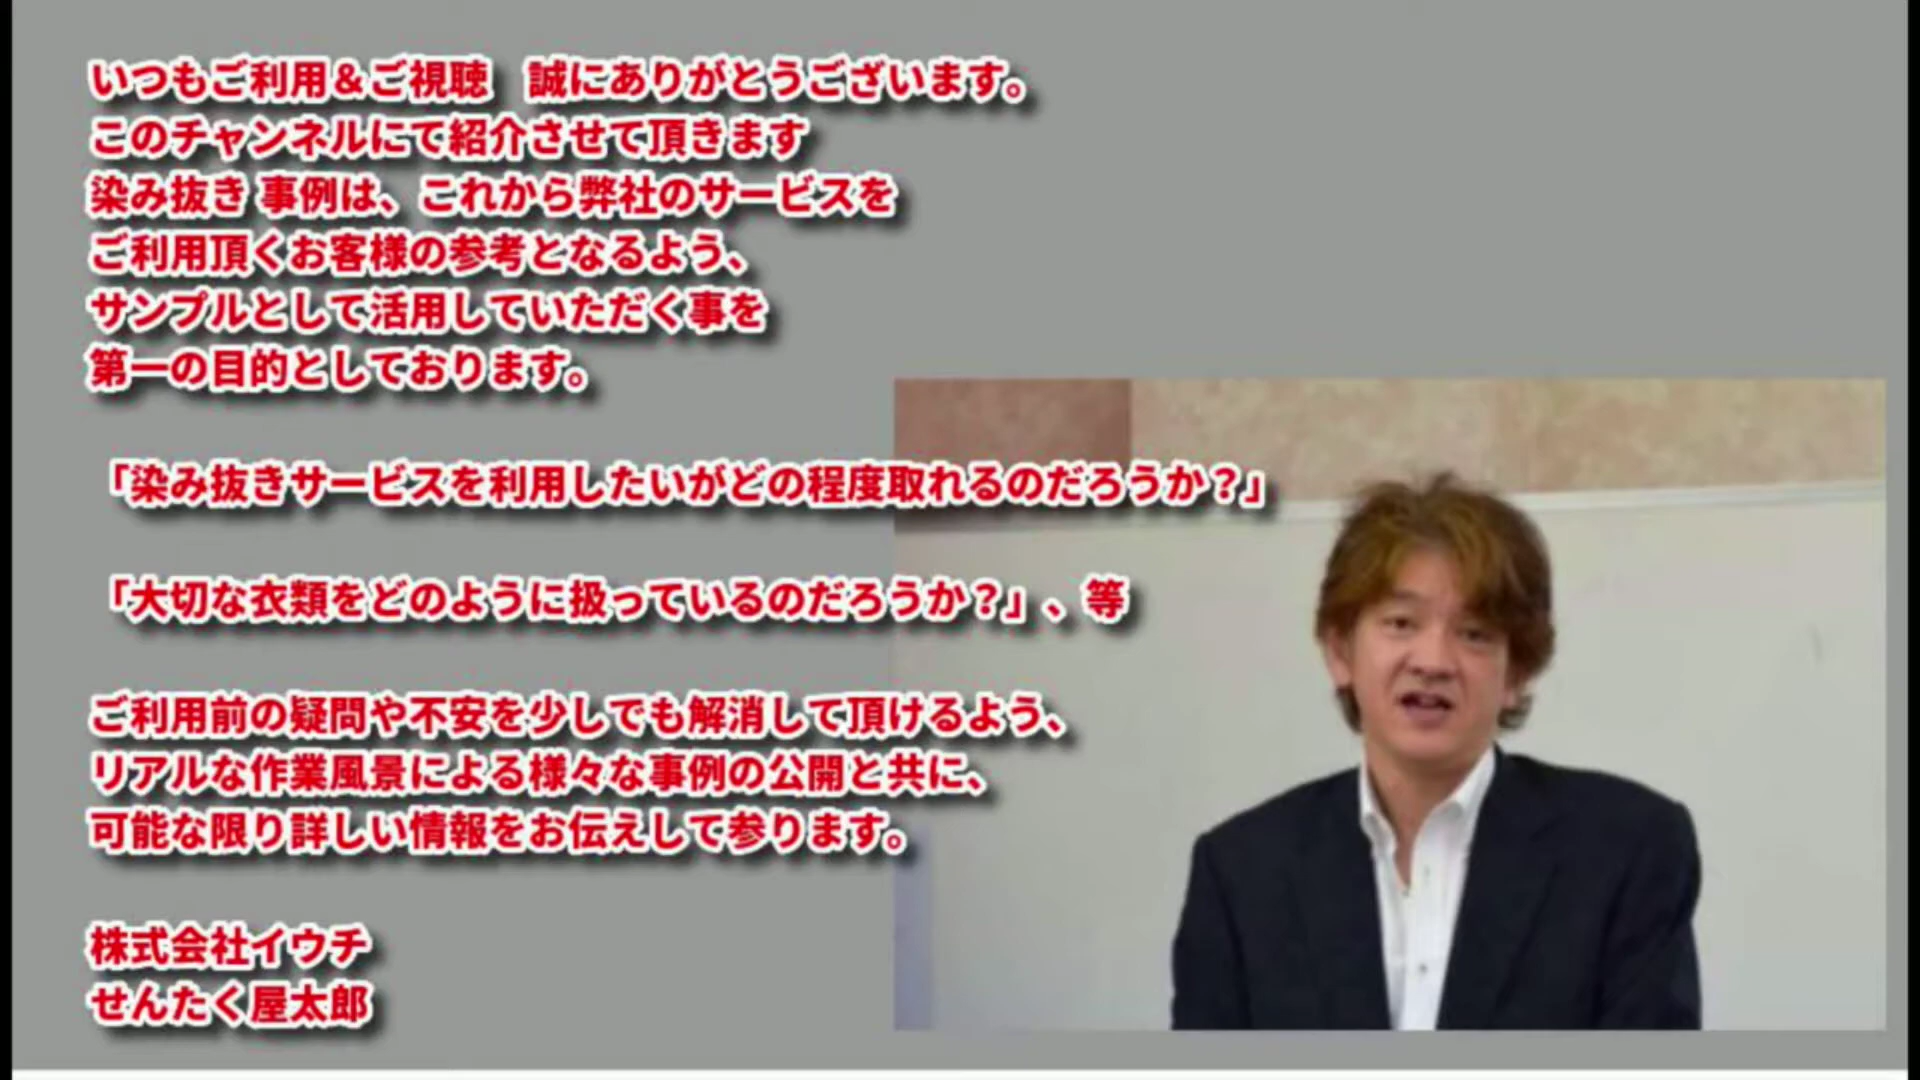 いつもご利用＆ご視聴　誠にありがとうございます。
このチャンネルにて紹介させて頂きます
染み抜き 事例は、これから弊社のサービスを
ご利用頂くお客様の参考となるよう、
サンプルとして活用していただく事を
第一の目的としております。
「染み抜きサービスを利用したいがどの程度取れるのだろうか？」
「大切な衣類をどのように扱っているのだろうか？」、等
ご利用前の疑問や不安を少しでも解消して頂けるよう、
リアルな作業風景による様々な事例の公開と共に、
可能な限り詳しい情報をお伝えして参ります。
株式会社イウチ
せんたく屋太郎